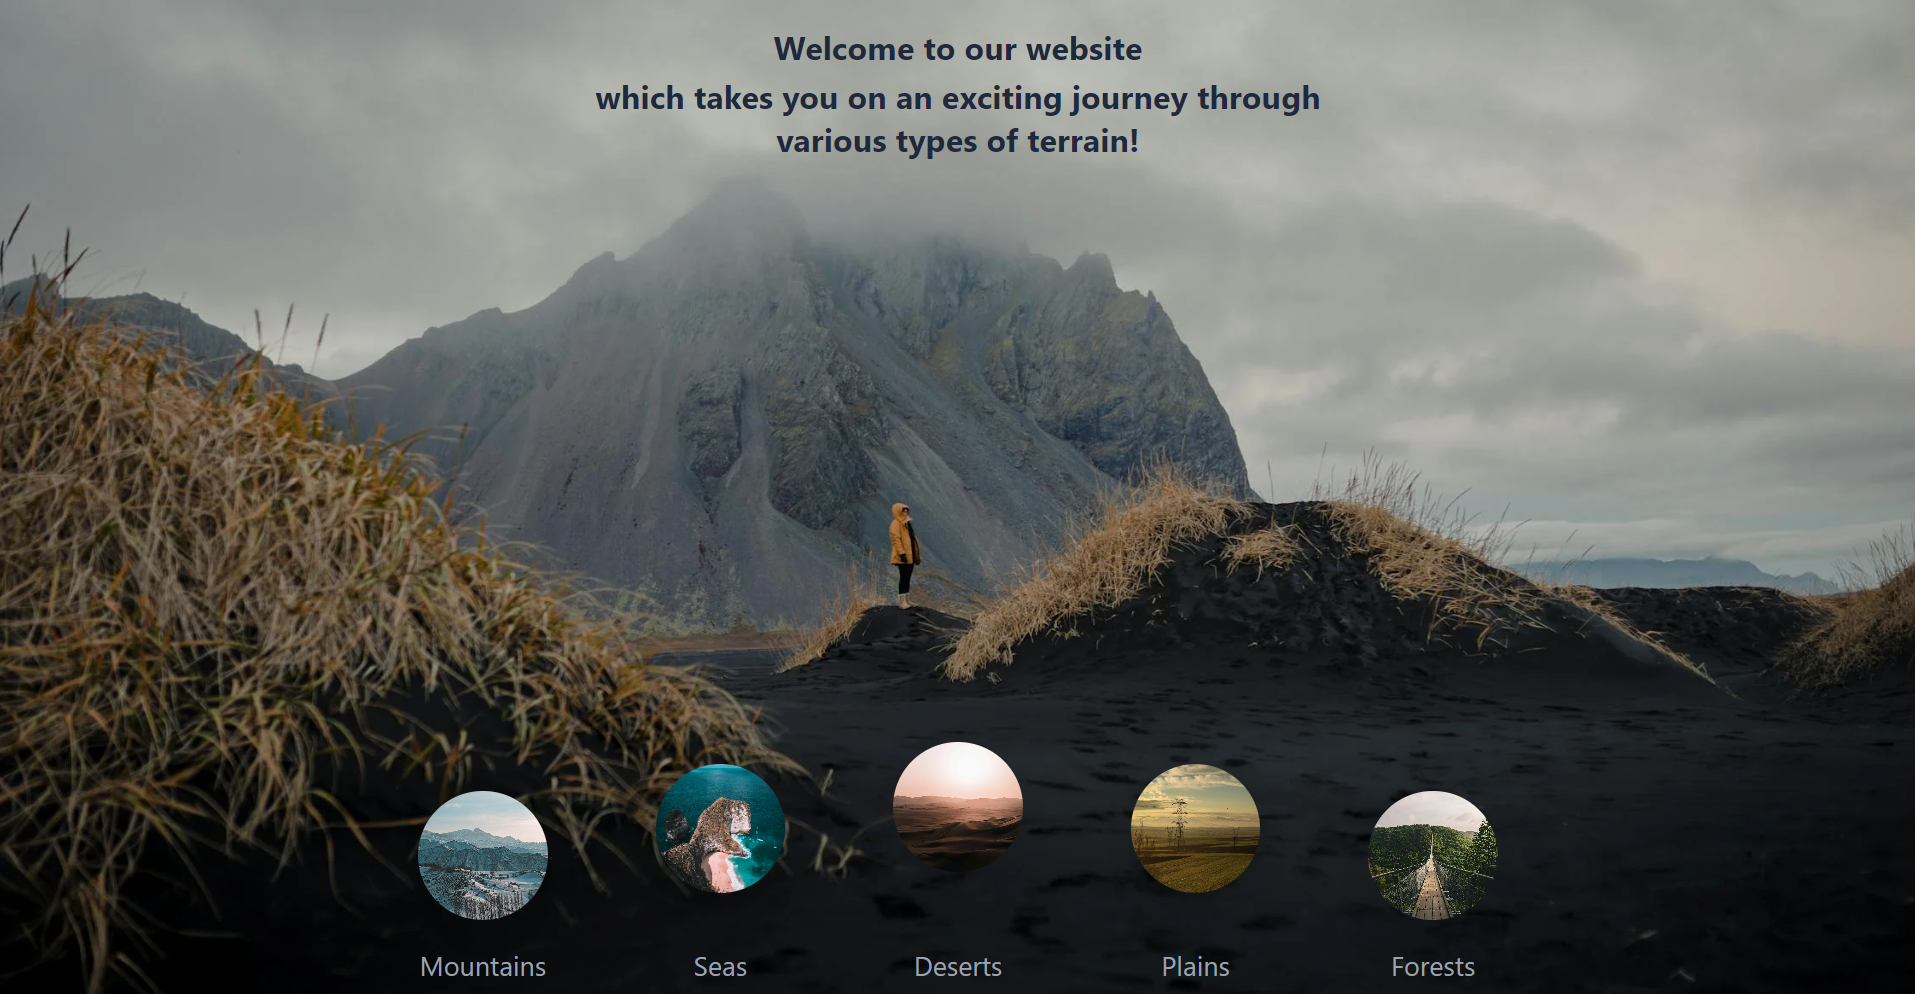 Welcome to our website
which takes you on an exciting journey through
various types of terrain!
Mountains
Seas
Deserts
Plains
Forests